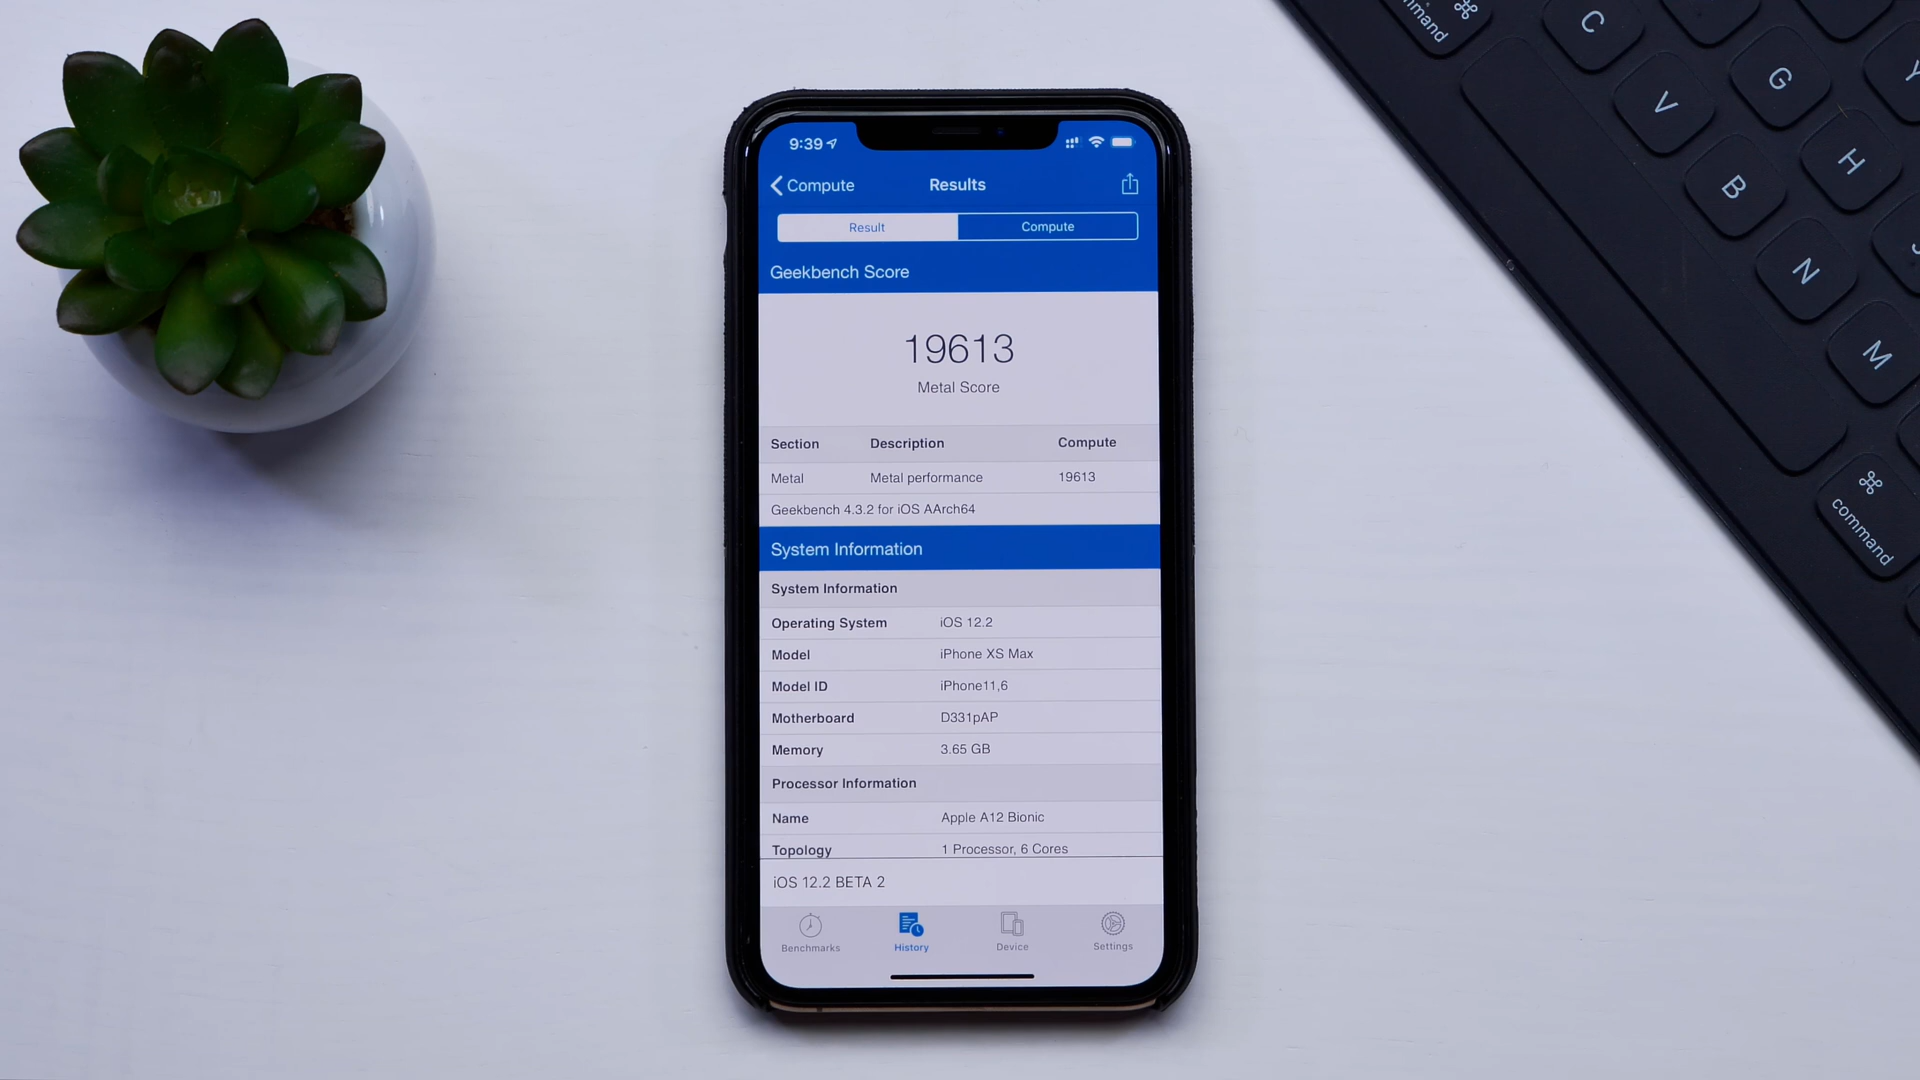 9:39
Compute Results
Result Compute
Geekbench Score
19613
Metal Score
Section Description Compute
Metal Metal performance 19613
Geekbench 4.3.2 for iOS AArch64
System Information
System Information
Operating System iOS 12.2
Model iPhone XS Max
Model ID iPhone11,6
Motherboard D331pAP
Memory 3.65 GB
Processor Information
Name Apple A12 Bionic
Topology 1 Processor, 6 Cores
iOS 12.2 BETA 2
Benchmarks History Device Settings
⌘
C
V
G
B
H
N
M
⌘
command